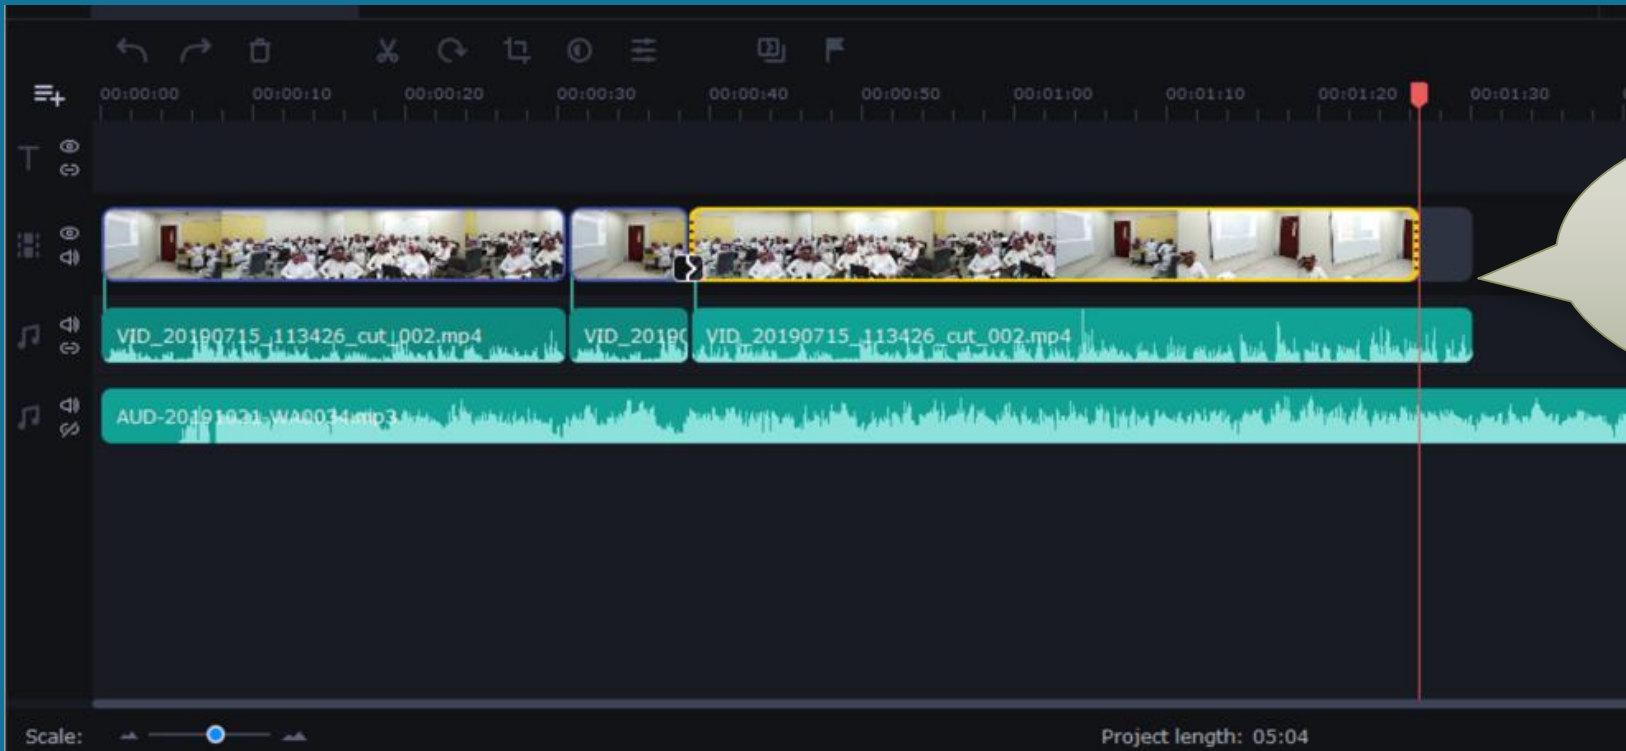 00:00:00 00:00:10 00:00:20 00:00:30 00:00:40 00:00:50 00:01:00 00:01:10 00:01:20 00:01:30
T
VID_20190715_113426_cut_002.mp4 VID_2019 VID_20190715_113426_cut_002.mp4
AUD-20191021-WA0034.mp3
Scale: Project length: 05:04